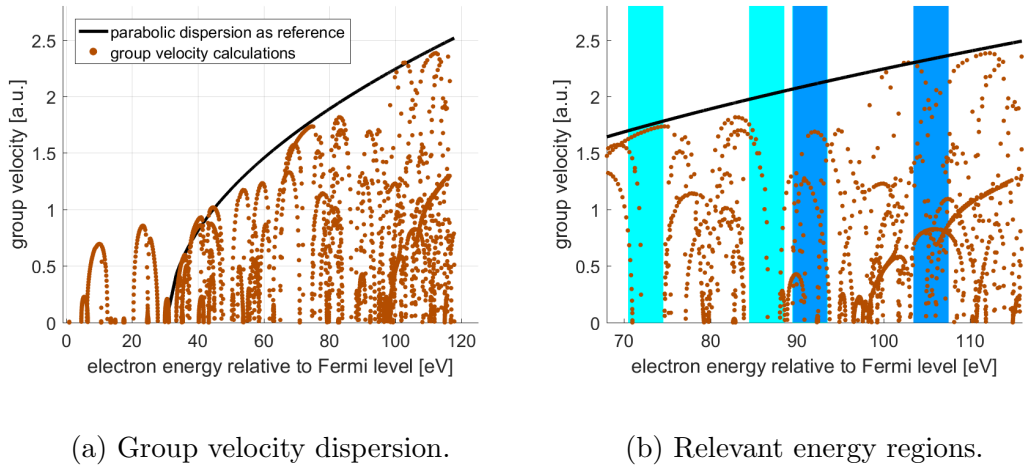 parabolic dispersion as reference
group velocity calculations
group velocity [a.u.]
2.5
2
1.5
1
0.5
0
0 20 40 60 80 100 120
electron energy relative to Fermi level [eV]
(a) Group velocity dispersion.
group velocity [a.u.]
2.5
2
1.5
1
0.5
0
70 80 90 100 110
electron energy relative to Fermi level [eV]
(b) Relevant energy regions.